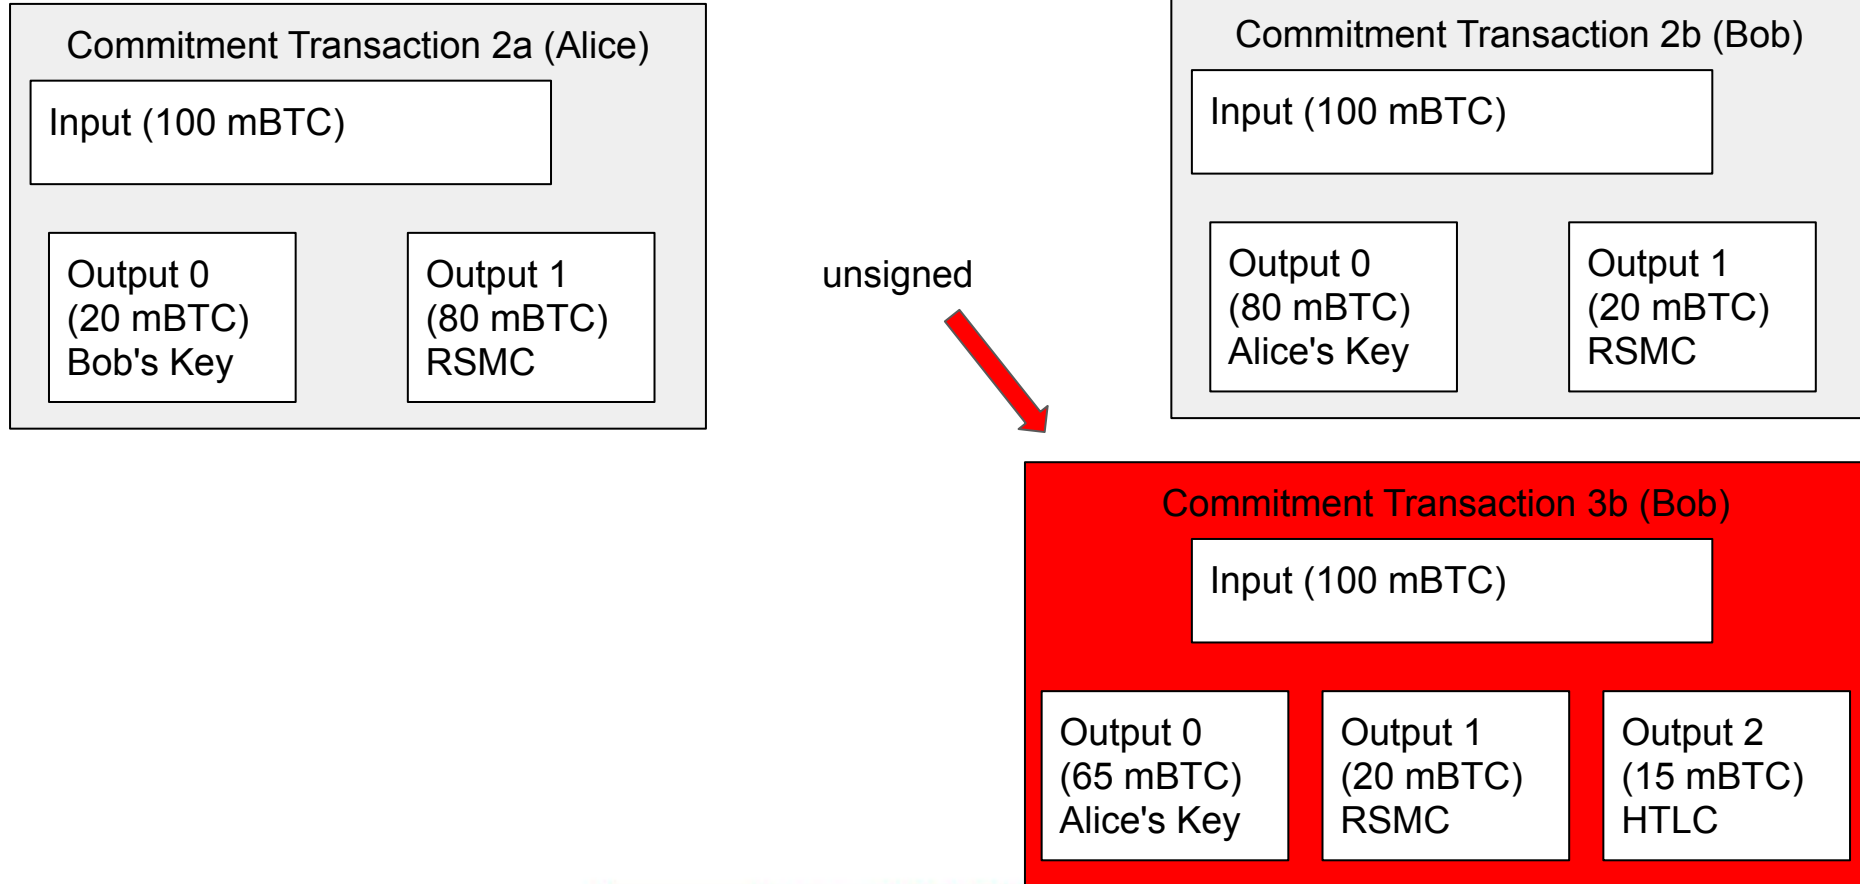 Commitment Transaction 2a (Alice)
Input (100 mBTC)
Output 0
(20 mBTC)
Bob's Key
Output 1
(80 mBTC)
RSMC
unsigned
Commitment Transaction 2b (Bob)
Input (100 mBTC)
Output 0
(80 mBTC)
Alice's Key
Output 1
(20 mBTC)
RSMC
Commitment Transaction 3b (Bob)
Input (100 mBTC)
Output 0
(65 mBTC)
Alice's Key
Output 1
(20 mBTC)
RSMC
Output 2
(15 mBTC)
HTLC